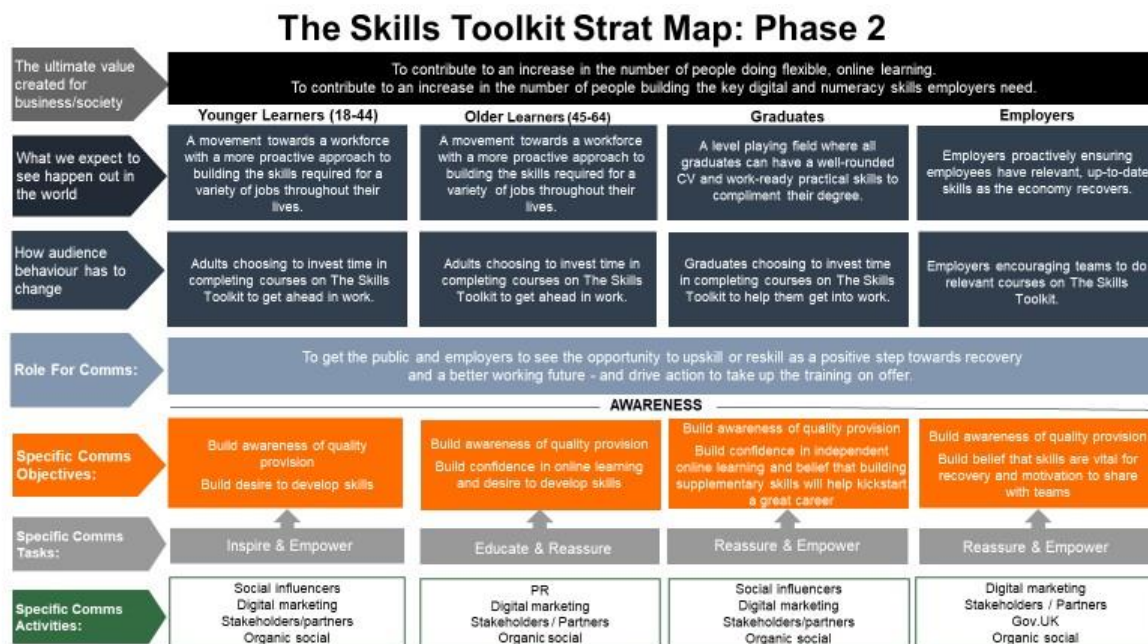 The Skills Toolkit Strat Map: Phase 2
The ultimate value
created for
business/society
To contribute to an increase in the number of people doing flexible, online learning.
To contribute to an increase in the number of people building the key digital and numeracy skills employers need.
Younger Learners (18-44)
Older Learners (45-64)
Graduates
Employers
What we expect to
see happen out in
the world
A movement towards a workforce
with a more proactive approach to
building the skills required for a
variety of jobs throughout their
lives.
A movement towards a workforce
with a more proactive approach to
building the skills required for a
variety of jobs throughout their
lives.
A level playing field where all
graduates can have a well-rounded
CV and work-ready practical skills to
compliment their degree.
Employers proactively ensuring
employees have relevant, up-to-date
skills as the economy recovers.
How audience
behaviour has to
change
Adults choosing to invest time in
completing courses on The Skills
Toolkit to get ahead in work.
Adults choosing to invest time in
completing courses on The Skills
Toolkit to get ahead in work.
Graduates choosing to invest time
in completing courses on The Skills
Toolkit to help them get into work.
Employers encouraging teams to do
relevant courses on The Skills
Toolkit.
Role For Comms:
To get the public and employers to see the opportunity to upskill or reskill as a positive step towards recovery
and a better working future - and drive action to take up the training on offer.
AWARENESS
Specific Comms
Objectives:
Build awareness of quality
provision
Build desire to develop skills
Build awareness of quality provision
Build confidence in online learning
and desire to develop skills
Build awareness of quality provision
Build confidence in independent
online learning and belief that building
supplementary skills will help kickstart
a great career
Build awareness of quality provision
Build belief that skills are vital for
recovery and motivation to share
with teams
Specific Comms
Tasks:
Inspire & Empower
Educate & Reassure
Reassure & Empower
Reassure & Empower
Specific Comms
Activities:
Social influencers
Digital marketing
Stakeholders/partners
Organic social
PR
Digital marketing
Stakeholders / Partners
Organic social
Social influencers
Digital marketing
Stakeholders/partners
Organic social
Digital marketing
Stakeholders / Partners
Gov.UK
Organic social